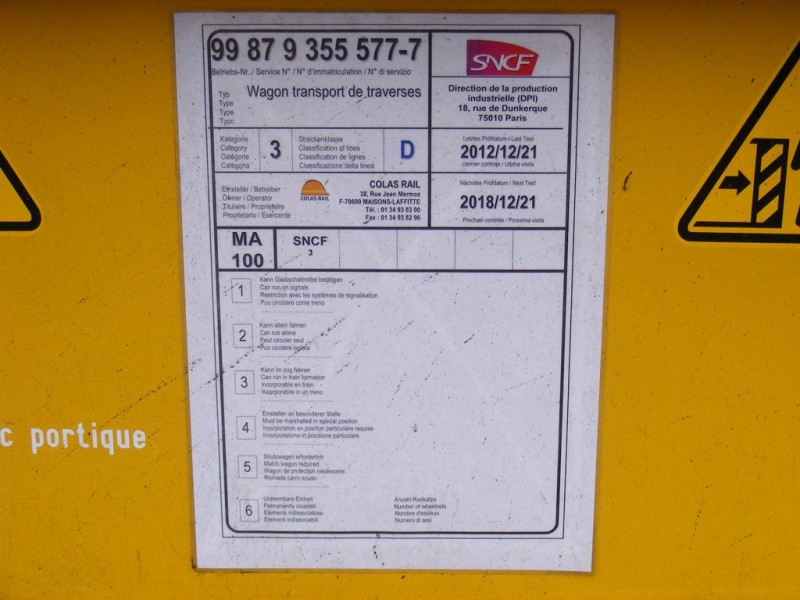 99 87 9 355 577-7
Betriebs-Nr. / Service N° / N° d'immatriculation / N° di servizio
SNCF
Typ
Type
Type
Tipo
Wagon transport de traverses
Direction de la production
industrielle (DPI)
18, rue de Dunkerque
75010 Paris
Kategorie
Category
Catégorie
Categoria
3
Streckenklasse
Classification of lines
Classification de lignes
Classificazione della linea
D
Letztes Prüfdatum / Last Test
2012/12/21
Dernier contrôle / Ultima visita
Einsteller / Betreiber
Owner / Operator
Titulaire / Propriétaire
Proprietario / Esercente
COLAS RAIL
COLAS RAIL
38, Rue Jean Mermoz
F-78600 MAISONS-LAFFITTE
Tél. : 01 34 93 83 00
Fax : 01 34 93 82 96
Nächstes Prüfdatum / Next Test
2018/12/21
Prochain contrôle / Prossima visita
MA
100
SNCF
3
1
Kann Gleisschaltmittel betätigen
Can run on signals
Restriction avec les systèmes de signalisation
Puo circolare come treno
2
Kann allein fahren
Can run alone
Peut circuler seul
Puo circolare isolata
3
Kann im zug fahren
Can run in train formation
Incorporable en train
Incorporabile in un treno
4
Einstellen an besonderer Stelle
Must be marshalled in special position
Incorporation en position particulière requise
Incorporazione in posizione particolare
5
Shutzwagen erforderlich
Match wagon required
Wagon de protection nécessaire
Richiede carro scudo
6
Untrennbare Einheit
Permanently coupled
Eléments indissociables
Elementi indissociabili
Anzahl Radsätze
Number of wheelsets
Nombre d'essieux
Numero di assi
c portique